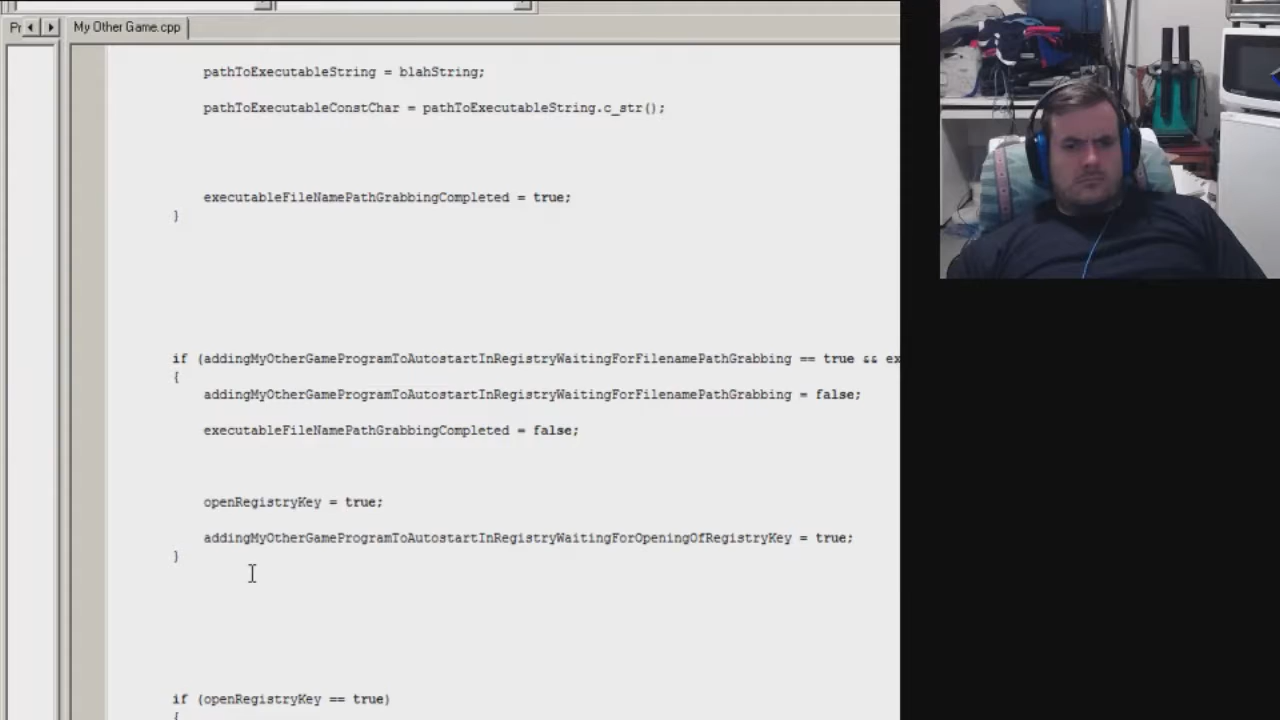 Pr
My Other Game.cpp
pathToExecutableString = blahString;
pathToExecutableConstChar = pathToExecutableString.c_str();
executableFileNamePathGrabbingCompleted = true;
}
if (addingMyOtherGameProgramToAutostartInRegistryWaitingForFilenamePathGrabbing == true && ex
{
addingMyOtherGameProgramToAutostartInRegistryWaitingForFilenamePathGrabbing = false;
executableFileNamePathGrabbingCompleted = false;
openRegistryKey = true;
addingMyOtherGameProgramToAutostartInRegistryWaitingForOpeningOfRegistryKey = true;
}
if (openRegistryKey == true)
{